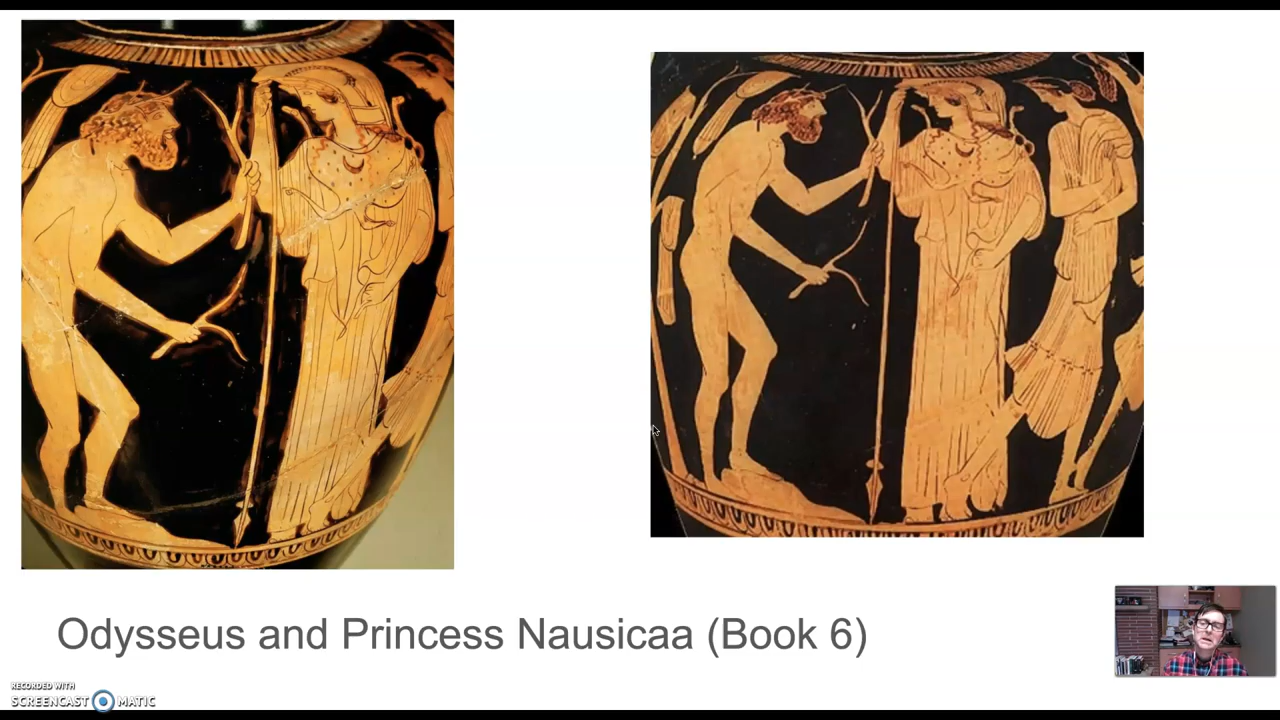 Odysseus and Princess Nausicaa (Book 6)
RECORDED WITH
SCREENCAST MATIC